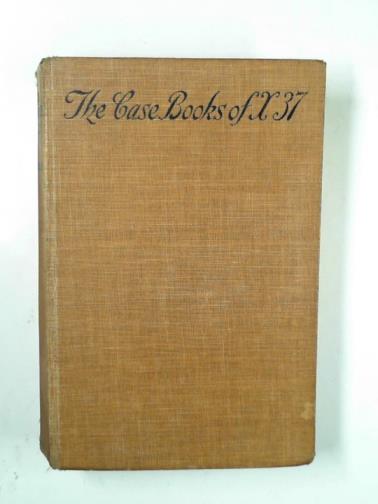 The Case Books of X 37